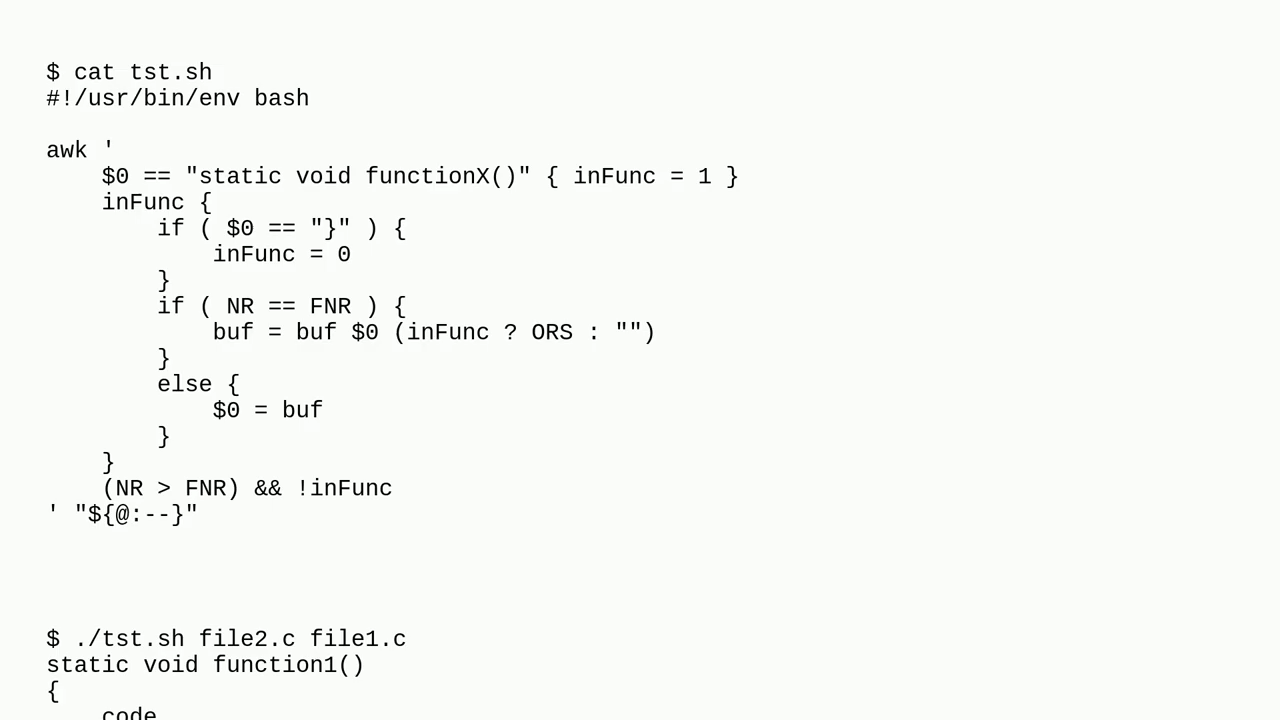 $ cat tst.sh
#!/usr/bin/env bash

awk '
    $0 == "static void functionX()" { inFunc = 1 }
    inFunc {
        if ( $0 == "}" ) {
            inFunc = 0
        }
        if ( NR == FNR ) {
            buf = buf $0 (inFunc ? ORS : "")
        }
        else {
            $0 = buf
        }
    }
    (NR > FNR) && !inFunc
' "${@:--}"

$ ./tst.sh file2.c file1.c
static void function1()
{
    code